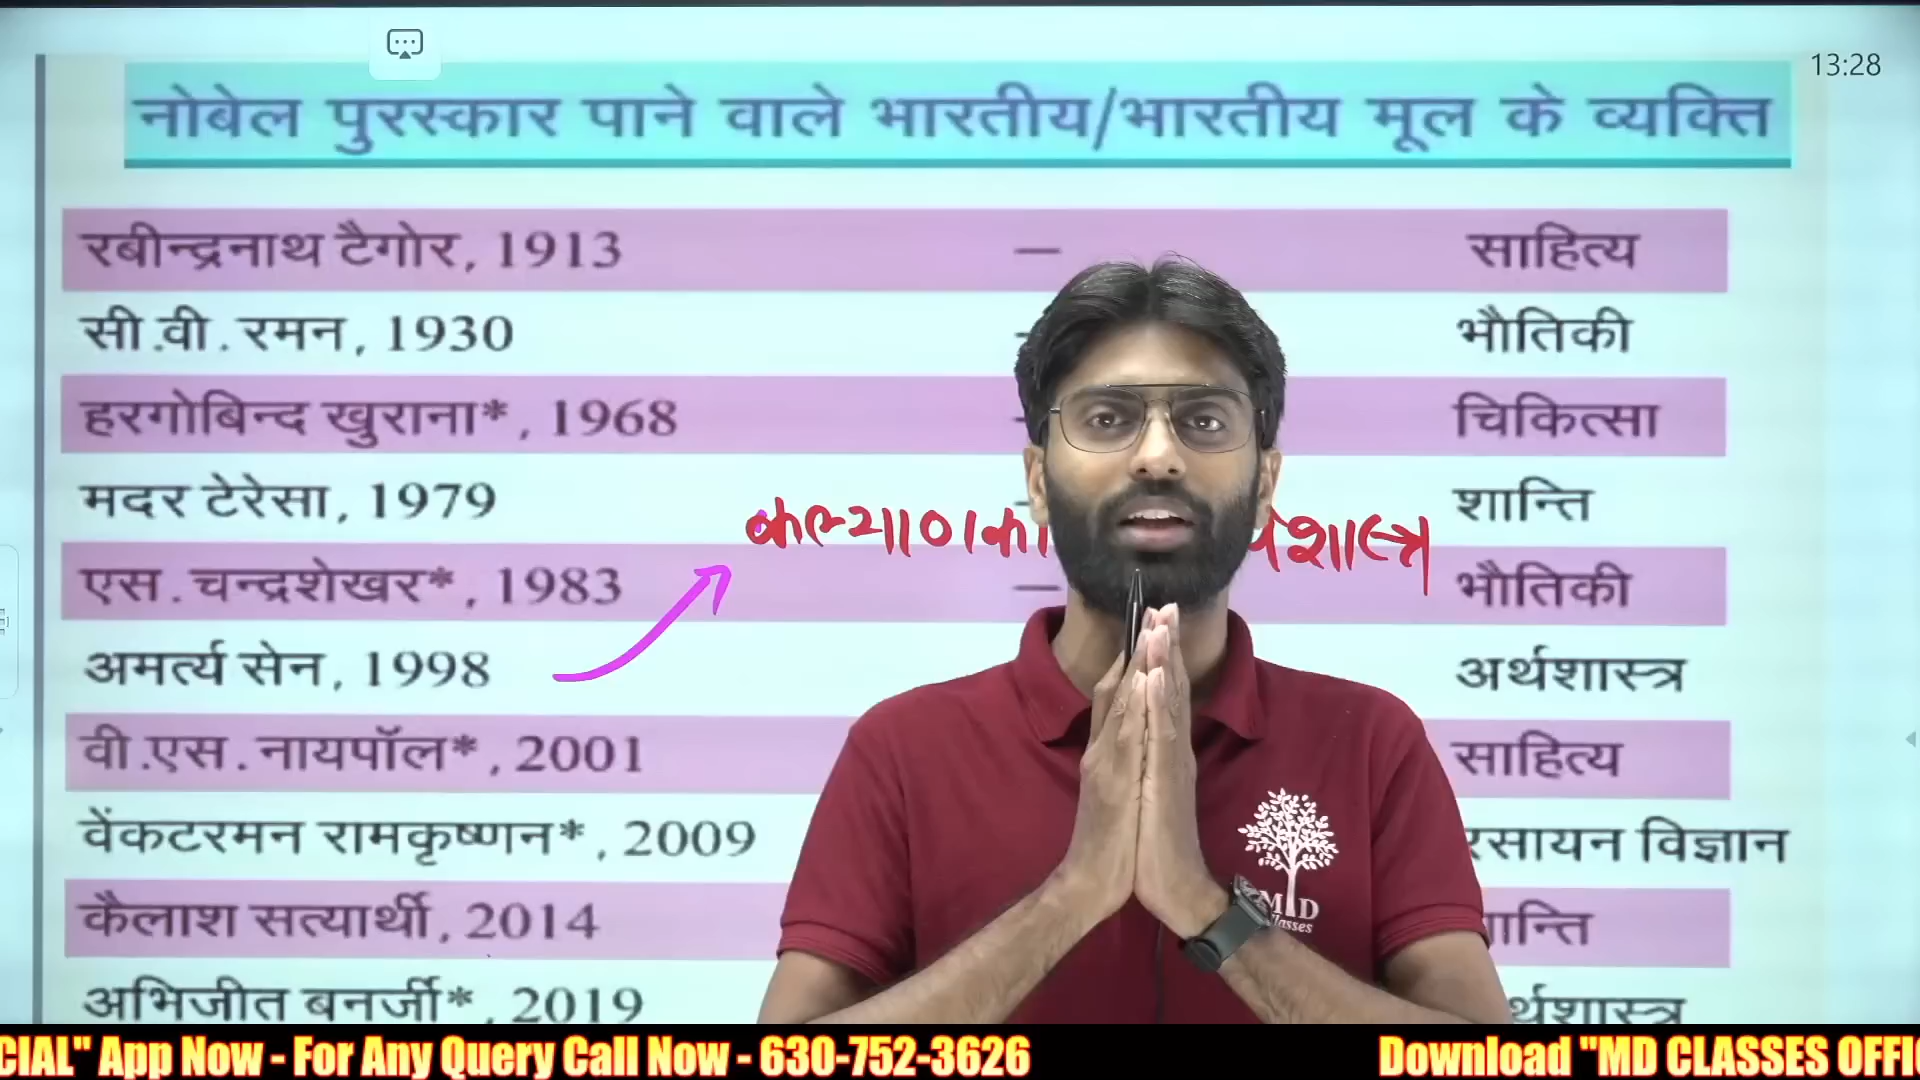 13:28
नोबेल पुरस्कार पाने वाले भारतीय/भारतीय मूल के व्यक्ति
रबीन्द्रनाथ टैगोर, 1913 – साहित्य
सी.वी. रमन, 1930 - भौतिकी
हरगोबिन्द खुराना*, 1968 - चिकित्सा
मदर टेरेसा, 1979 - शान्ति
एस. चन्द्रशेखर*, 1983 – भौतिकी
अमर्त्य सेन, 1998 अर्थशास्त्र
वी.एस. नायपॉल*, 2001 साहित्य
वेंकटरमन रामकृष्णन*, 2009 रसायन विज्ञान
कैलाश सत्यार्थी, 2014
अभिजीत बनर्जी*, 2019
MD
Classes
App Now - For Any Query Call Now - 630-752-3626 Download "MD CLASSES